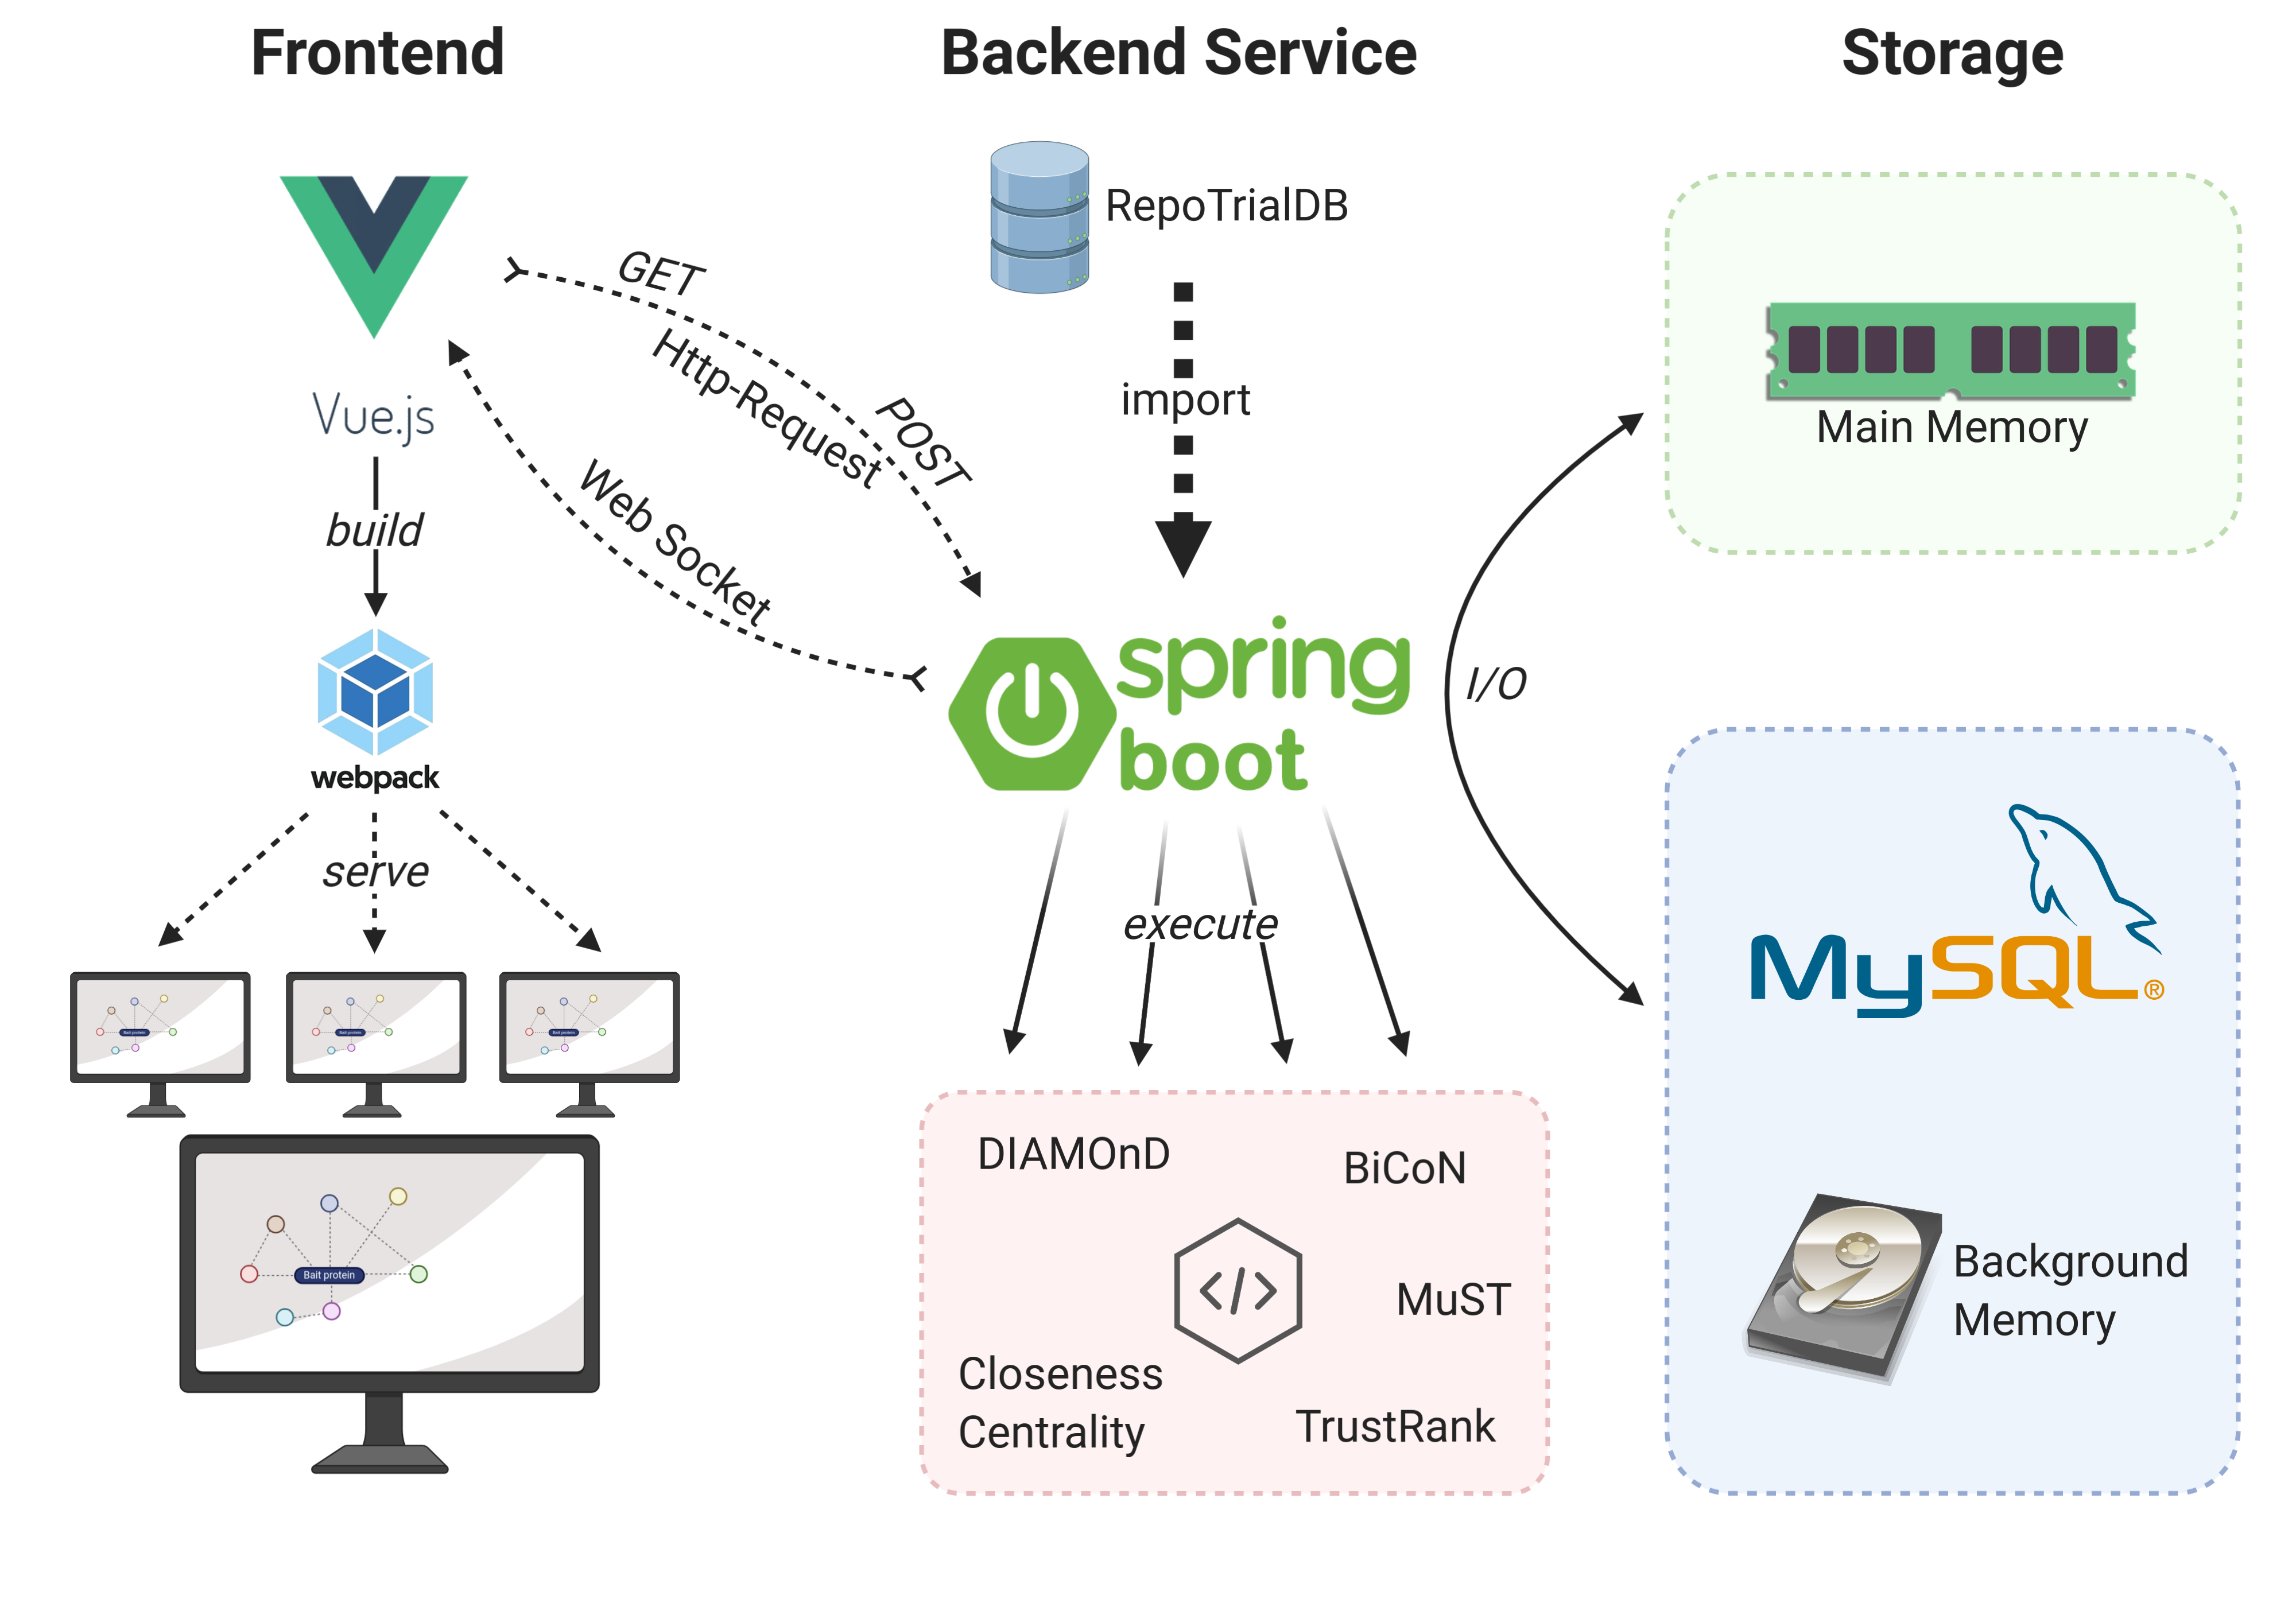 Frontend
Backend Service
Storage
RepoTrialDB
GET
Http-Request
POST
import
Main Memory
Vue.js
build
Web Socket
spring
boot
I/O
webpack
serve
execute
MySQL®
Bait protein
Bait protein
Bait protein
DIAMOnD
BiCoN
MuST
Closeness
Centrality
TrustRank
Background
Memory
Bait protein